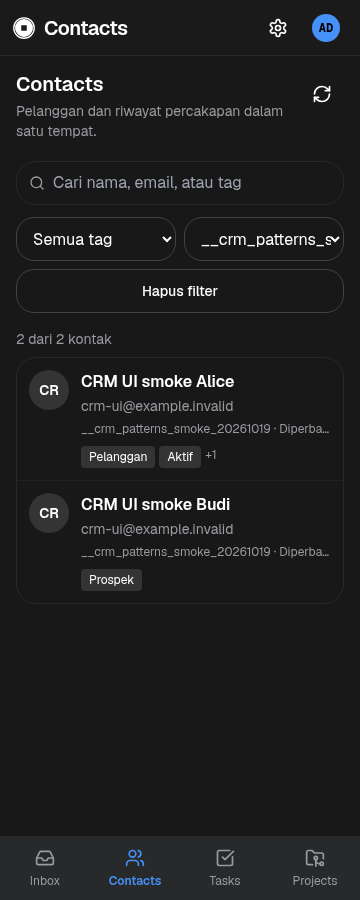 Contacts
AD
Contacts
Pelanggan dan riwayat percakapan dalam
satu tempat.
Cari nama, email, atau tag
Semua tag
__crm_patterns_s
Hapus filter
2 dari 2 kontak
CR
CRM UI smoke Alice
crm-ui@example.invalid
__crm_patterns_smoke_20261019 · Diperba...
Pelanggan
Aktif
+1
CR
CRM UI smoke Budi
crm-ui@example.invalid
__crm_patterns_smoke_20261019 · Diperba...
Prospek
Inbox
Contacts
Tasks
Projects